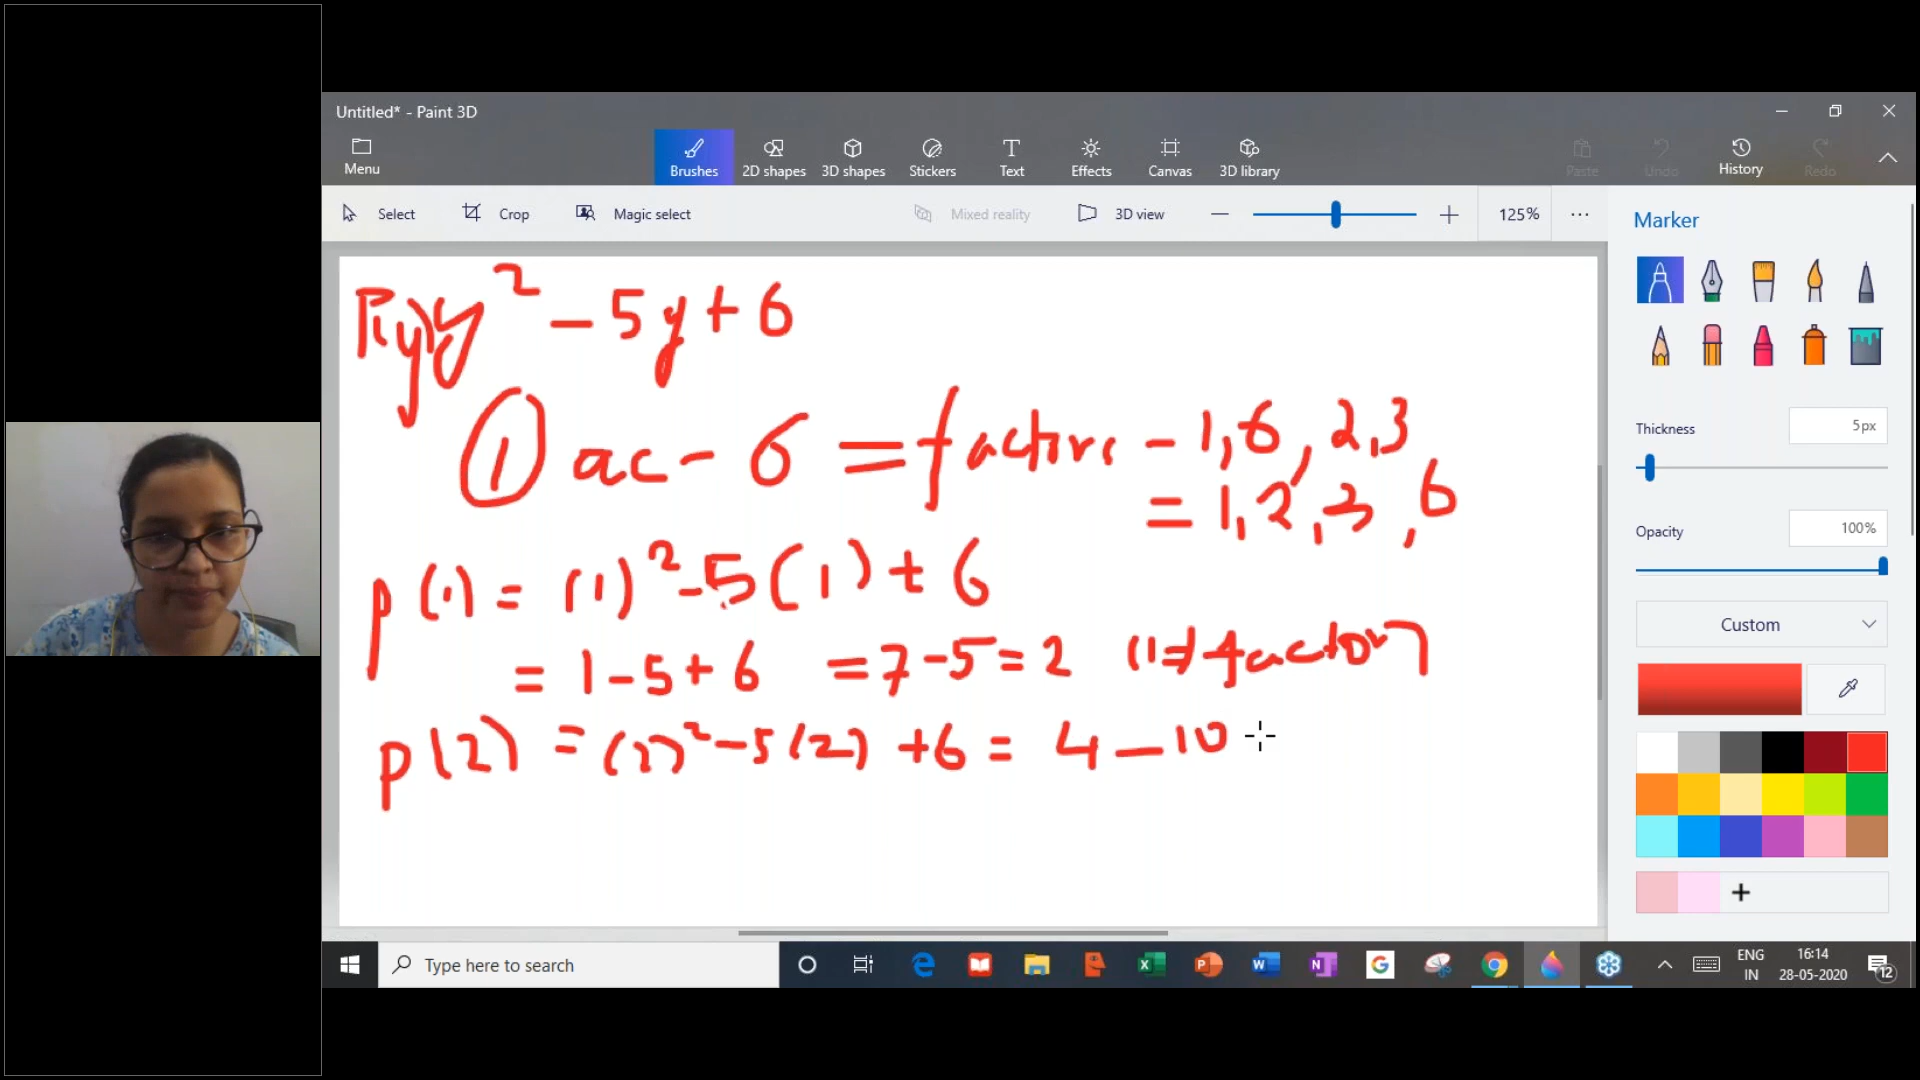 Untitled* - Paint 3D
Menu
Brushes
2D shapes
3D shapes
Stickers
Text
Effects
Canvas
3D library
Paste
Undo
History
Redo
Select
Crop
Magic select
Mixed reality
3D view
125%
Marker
P(y) y² - 5y + 6
① ac - 6 = factors - 1, 6, 2, 3
= 1, 2, 3, 6
p(1) = (1)² - 5(1) + 6
= 1 - 5 + 6 = 7 - 5 = 2 (1 ≠ factor)
p(2) = (2)² - 5(2) + 6 = 4 - 10
Thickness
5px
Opacity
100%
Custom
+
Type here to search
ENG
IN
16:14
28-05-2020
12